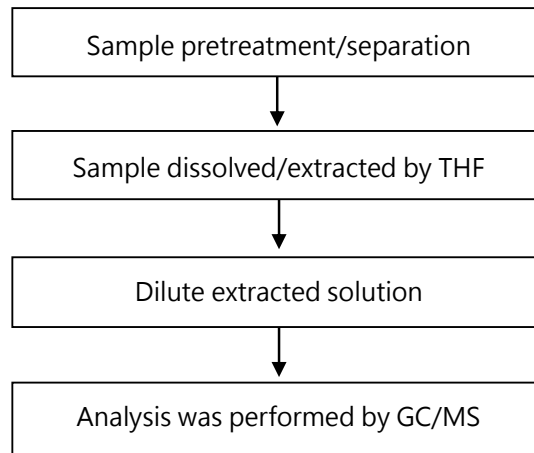 Sample pretreatment/separation
Sample dissolved/extracted by THF
Dilute extracted solution
Analysis was performed by GC/MS